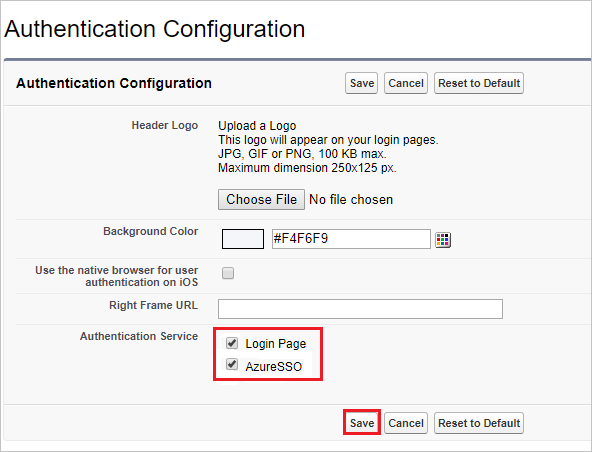 Authentication Configuration
Authentication Configuration
Save Cancel Reset to Default
Header Logo
Upload a Logo
This logo will appear on your login pages.
JPG, GIF or PNG, 100 KB max.
Maximum dimension 250x125 px.
Choose File No file chosen
Background Color
#F4F6F9
Use the native browser for user
authentication on iOS
Right Frame URL
Authentication Service
Login Page
AzureSSO
Save Cancel Reset to Default